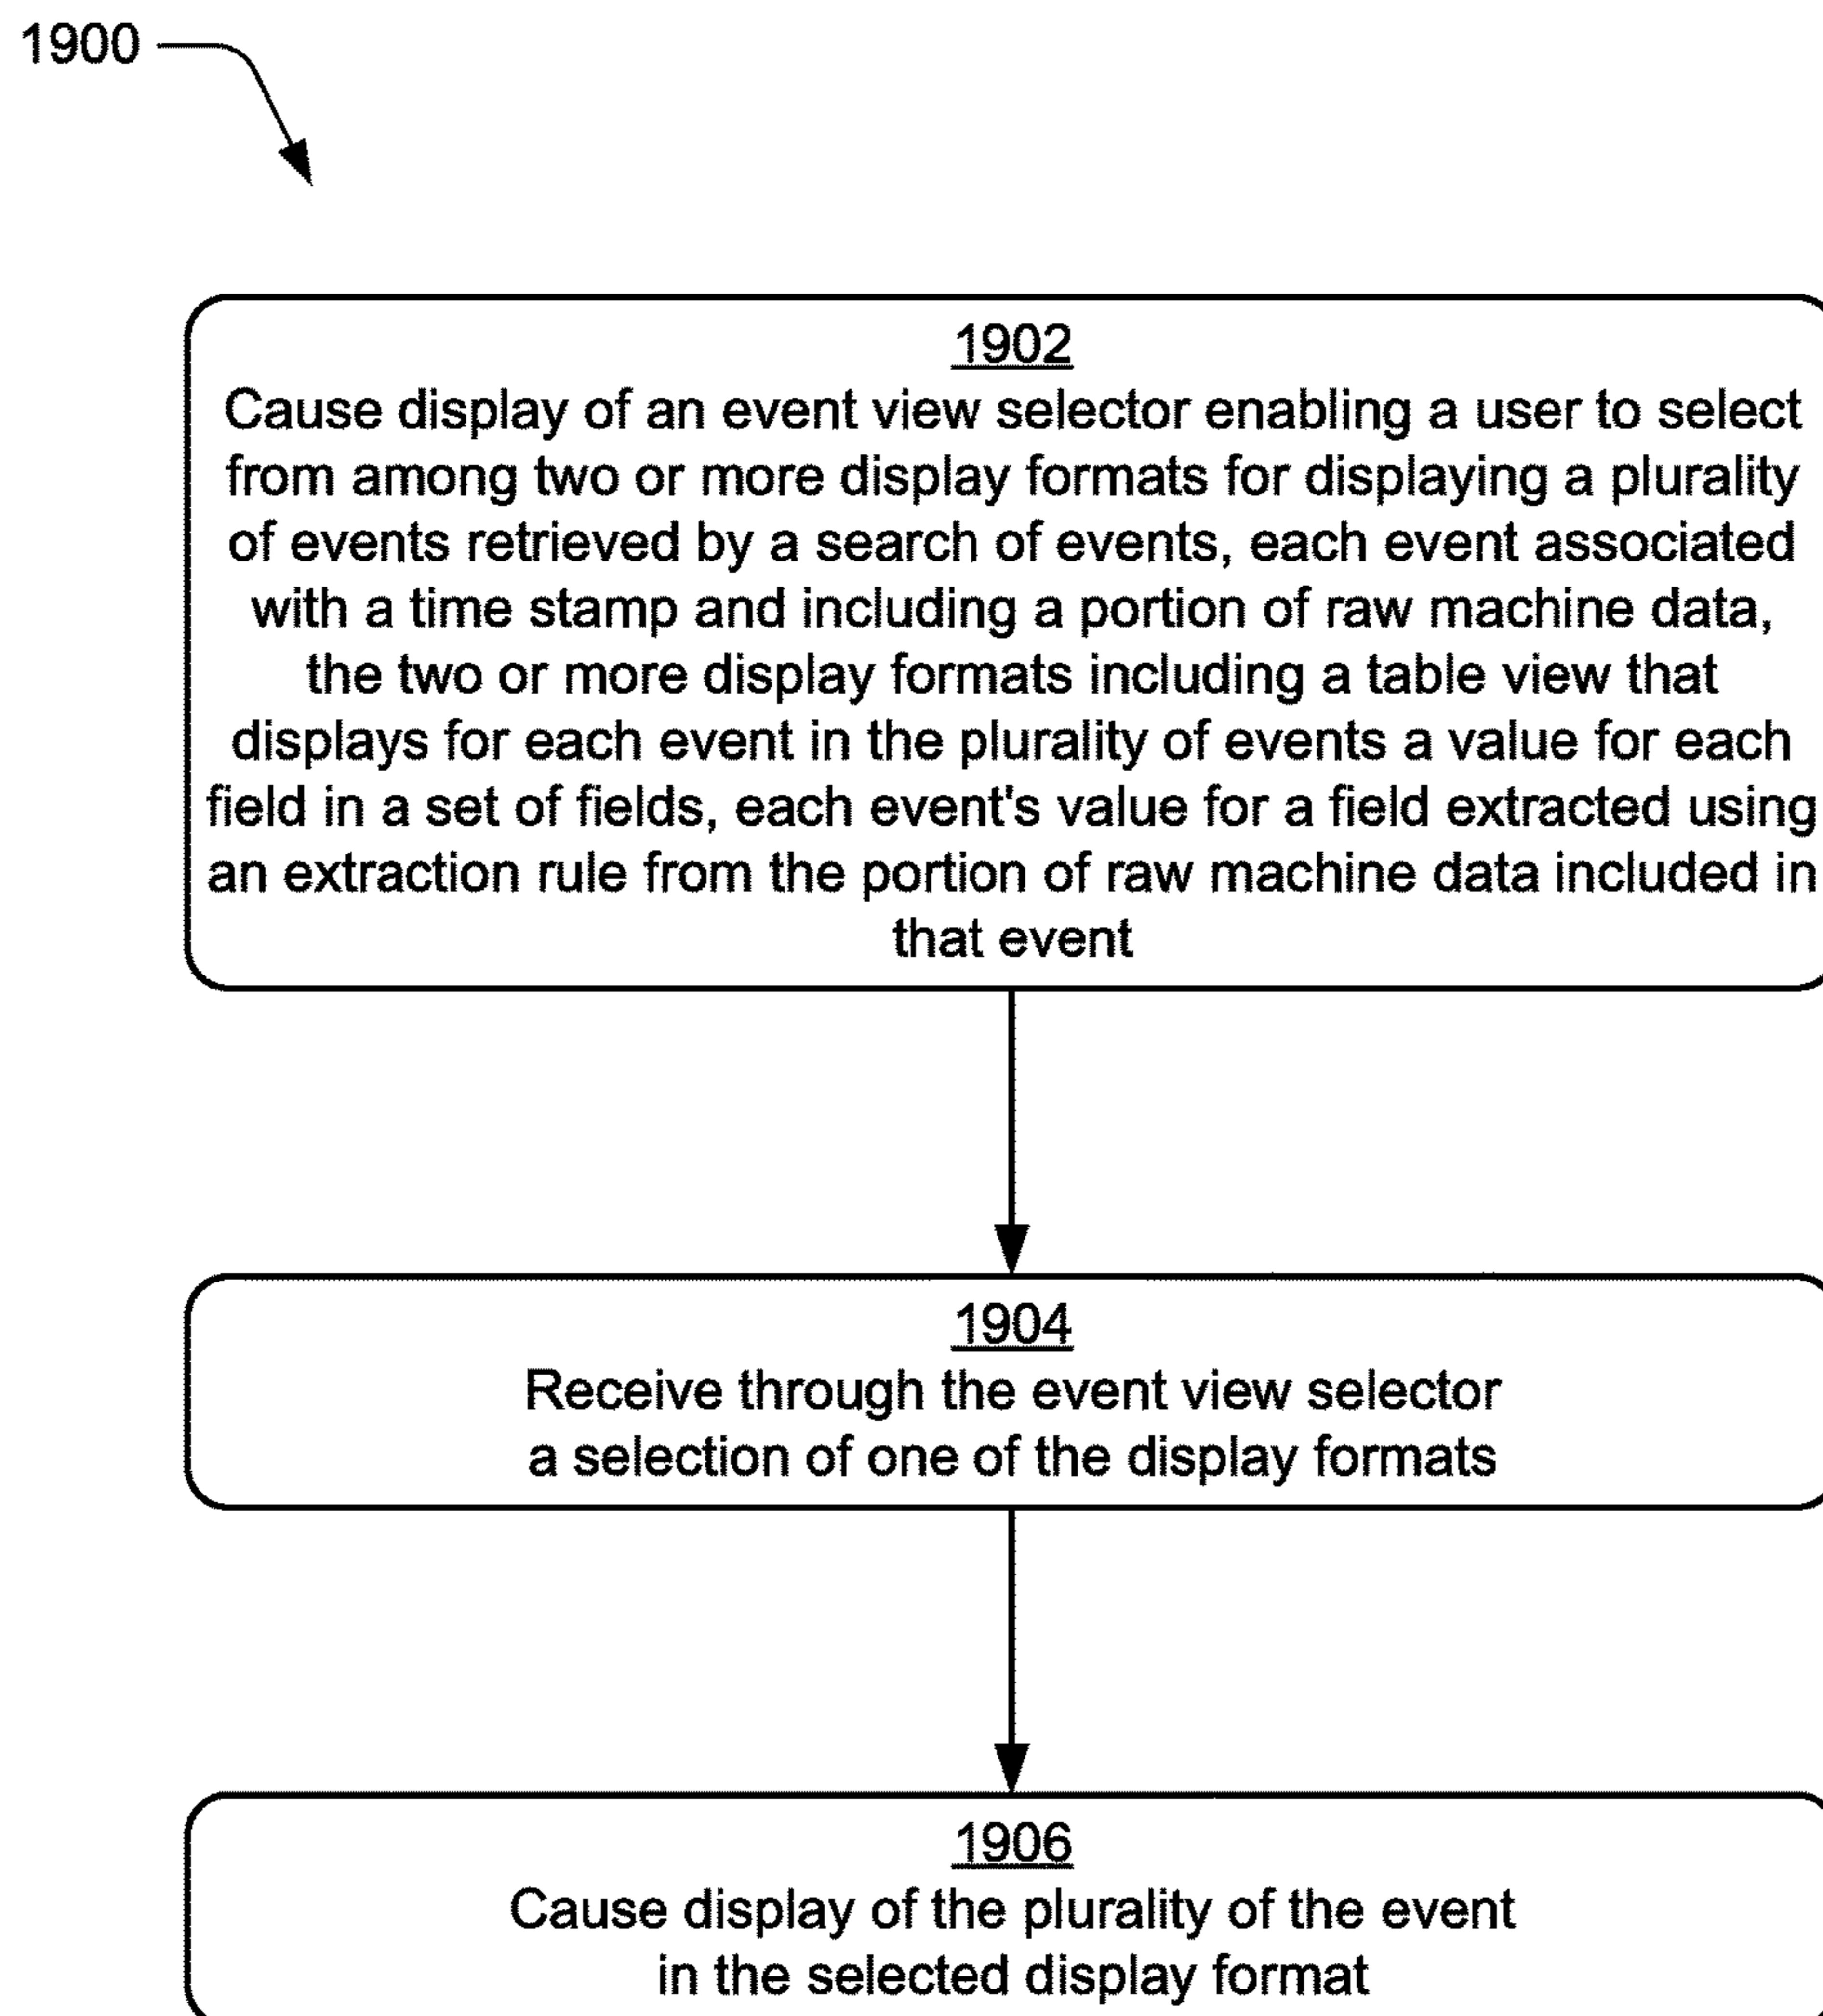 1900
1902
Cause display of an event view selector enabling a user to select
from among two or more display formats for displaying a plurality
of events retrieved by a search of events, each event associated
with a time stamp and including a portion of raw machine data,
the two or more display formats including a table view that
displays for each event in the plurality of events a value for each
field in a set of fields, each event's value for a field extracted using
an extraction rule from the portion of raw machine data included in
that event
1904
Receive through the event view selector
a selection of one of the display formats
1906
Cause display of the plurality of the event
in the selected display format